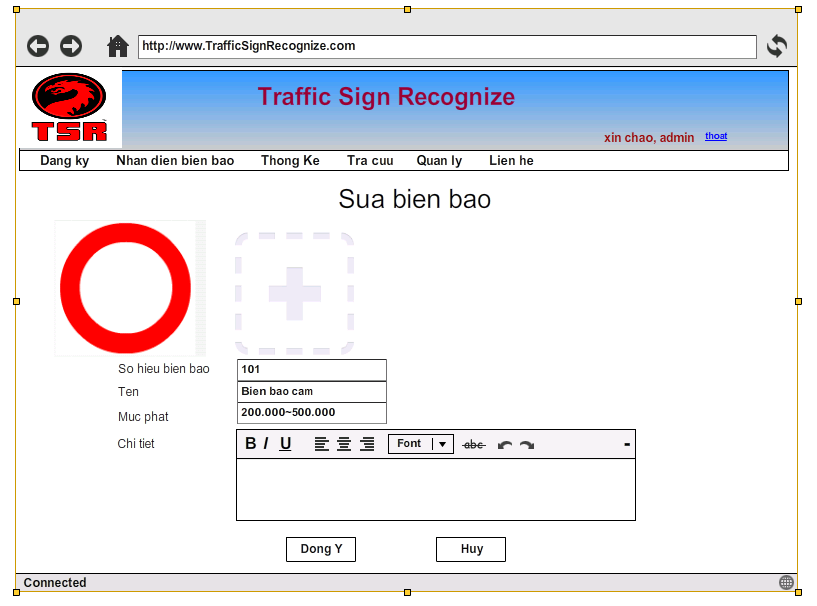 http://www.TrafficSignRecognize.com
TSR
Traffic Sign Recognize
xin chao, admin thoat
Dang ky Nhan dien bien bao Thong Ke Tra cuu Quan ly Lien he
Sua bien bao
So hieu bien bao 101
Ten Bien bao cam
Muc phat 200.000~500.000
Chi tiet B I U Font abc
Dong Y Huy
Connected